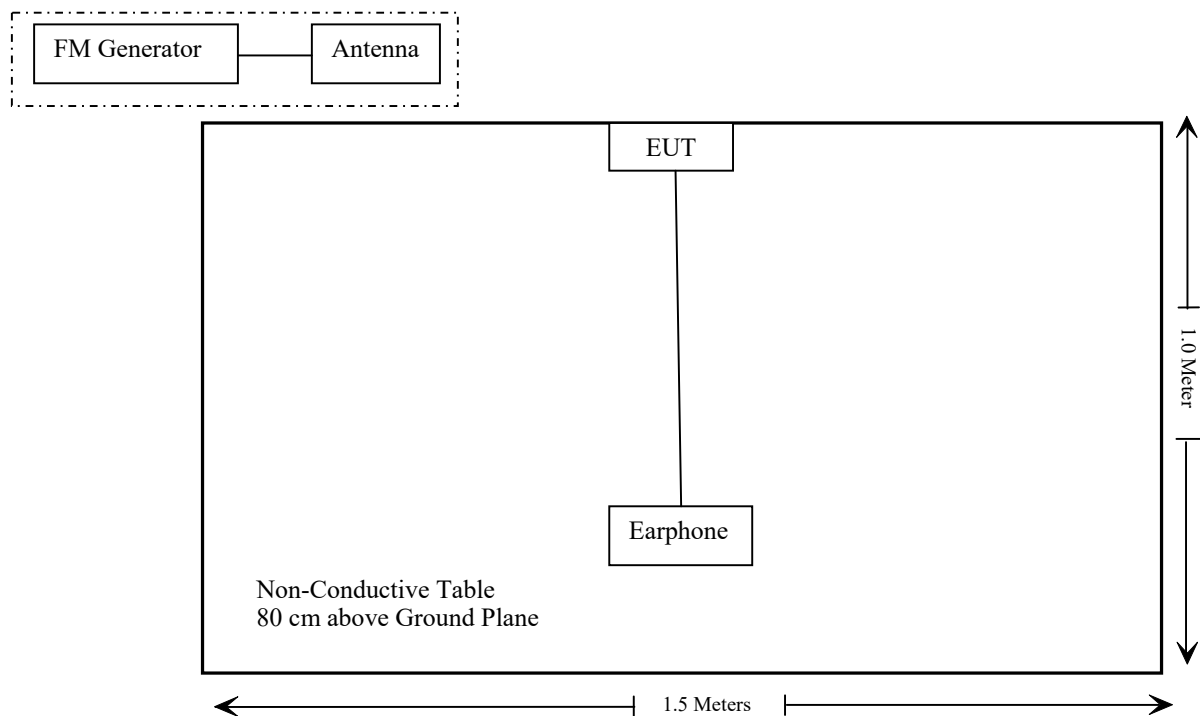 FM Generator
Antenna
EUT
1.0 Meter
Earphone
Non-Conductive Table
80 cm above Ground Plane
1.5 Meters